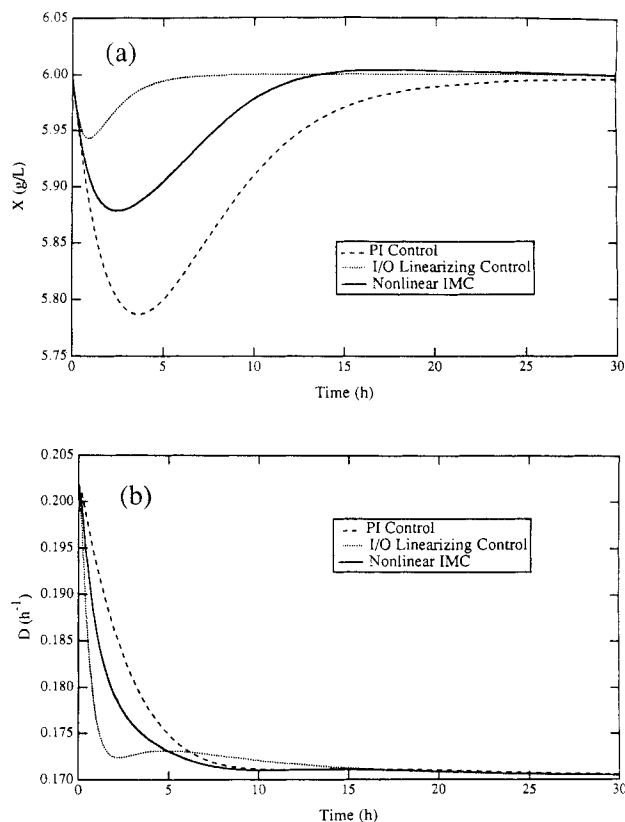 6.05
(a)
6.00
5.95
5.90
5.85
5.80
5.75
X (g/L)
PI Control
I/O Linearizing Control
Nonlinear IMC
0 5 10 15 20 25 30
Time (h)
0.205
(b)
0.200
0.195
0.190
0.185
0.180
0.175
0.170
D (h⁻¹)
PI Control
I/O Linearizing Control
Nonlinear IMC
0 5 10 15 20 25 30
Time (h)